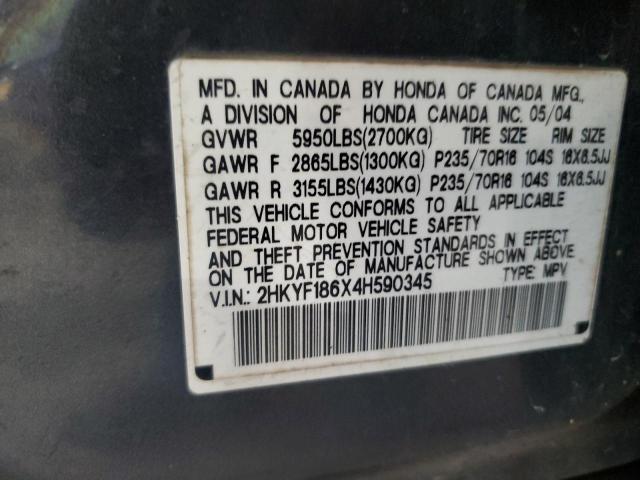 MFD. IN CANADA BY HONDA OF CANADA MFG.,
A DIVISION OF HONDA CANADA INC. 05/04
GVWR 5950LBS(2700KG) TIRE SIZE RIM SIZE
GAWR F 2865LBS(1300KG) P235/70R16 104S 16X6.5JJ
GAWR R 3155LBS(1430KG) P235/70R16 104S 16X6.5JJ
THIS VEHICLE CONFORMS TO ALL APPLICABLE
FEDERAL MOTOR VEHICLE SAFETY
AND THEFT PREVENTION STANDARDS IN EFFECT
ON THE DATE OF MANUFACTURE SHOWN ABOVE
V.I.N.: 2HKYF186X4H590345 TYPE: MPV